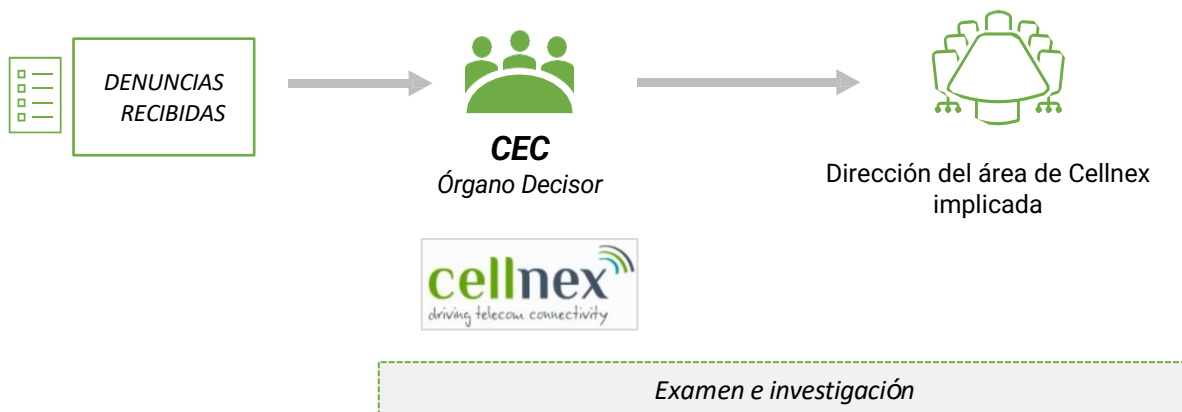 DENUNCIAS
RECIBIDAS
CEC
Órgano Decisor
Dirección del área de Cellnex
implicada
cellnex
driving telecom connectivity
Examen e investigación